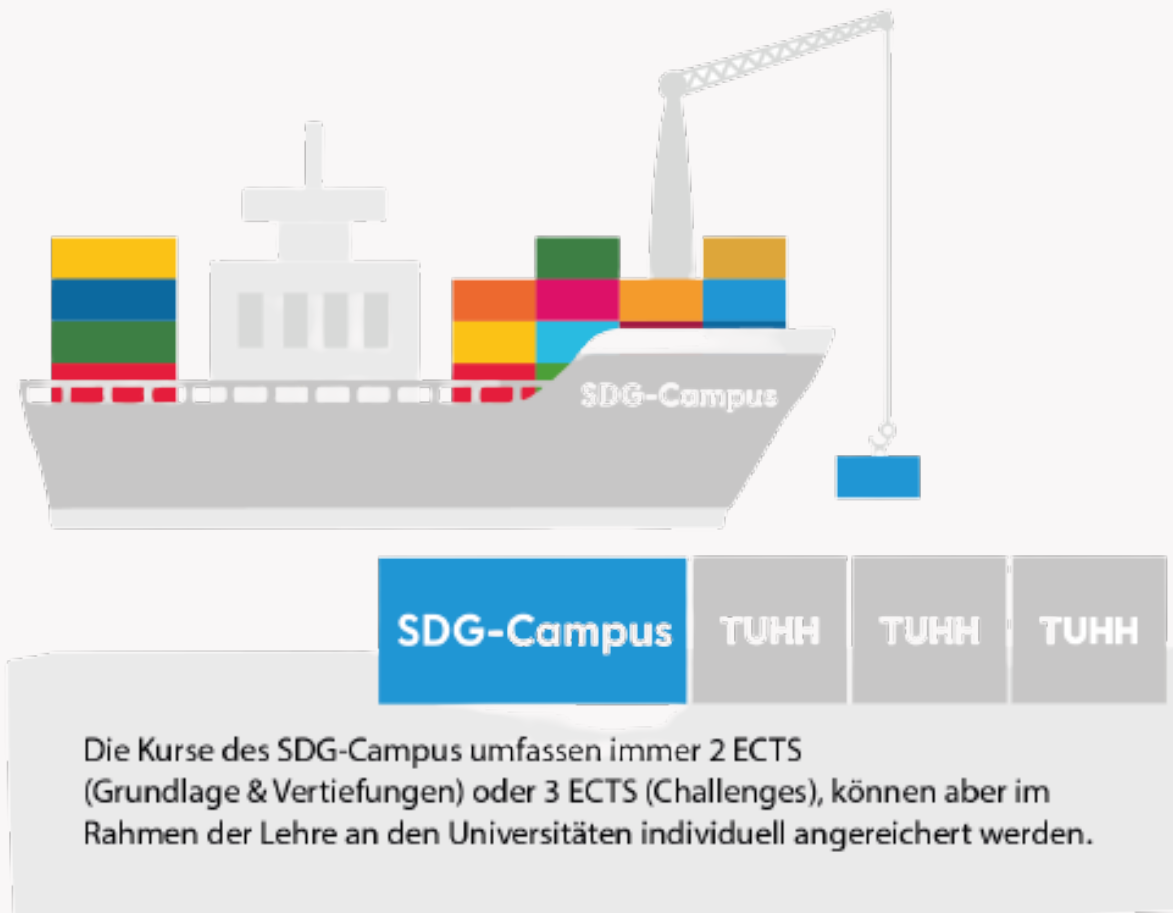 SDG-Campus
SDG-Campus TUHH TUHH TUHH
Die Kurse des SDG-Campus umfassen immer 2 ECTS
(Grundlage & Vertiefungen) oder 3 ECTS (Challenges), können aber im
Rahmen der Lehre an den Universitäten individuell angereichert werden.